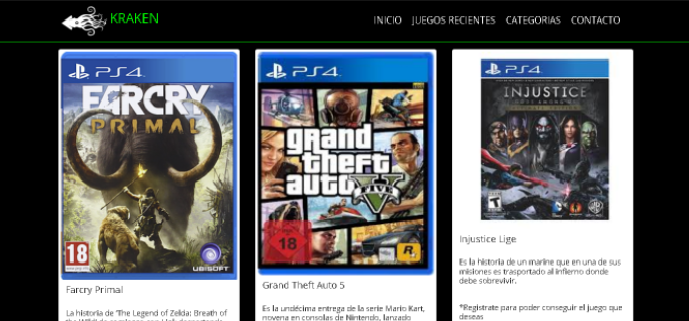 KRAKEN
INICIO JUEGOS RECIENTES CATEGORIAS CONTACTO
PS4
FARCRY
PRIMAL
18
UBISOFT
Farcry Primal
La historia de 'The Legend of Zelda: Breath of
PS4
grand
theft
auto
FIVE
18
R
Grand Theft Auto 5
Es la undécima entrega de la serie Mario Kart,
novena en consolas de Nintendo, lanzado
PS4
INJUSTICE
T
Injustice Lige
Es la historia de un marine que en una de sus
misiones es trasportado al infierno donde
debe sobrevivir.
*Registrate para poder conseguir el juego que
deseas